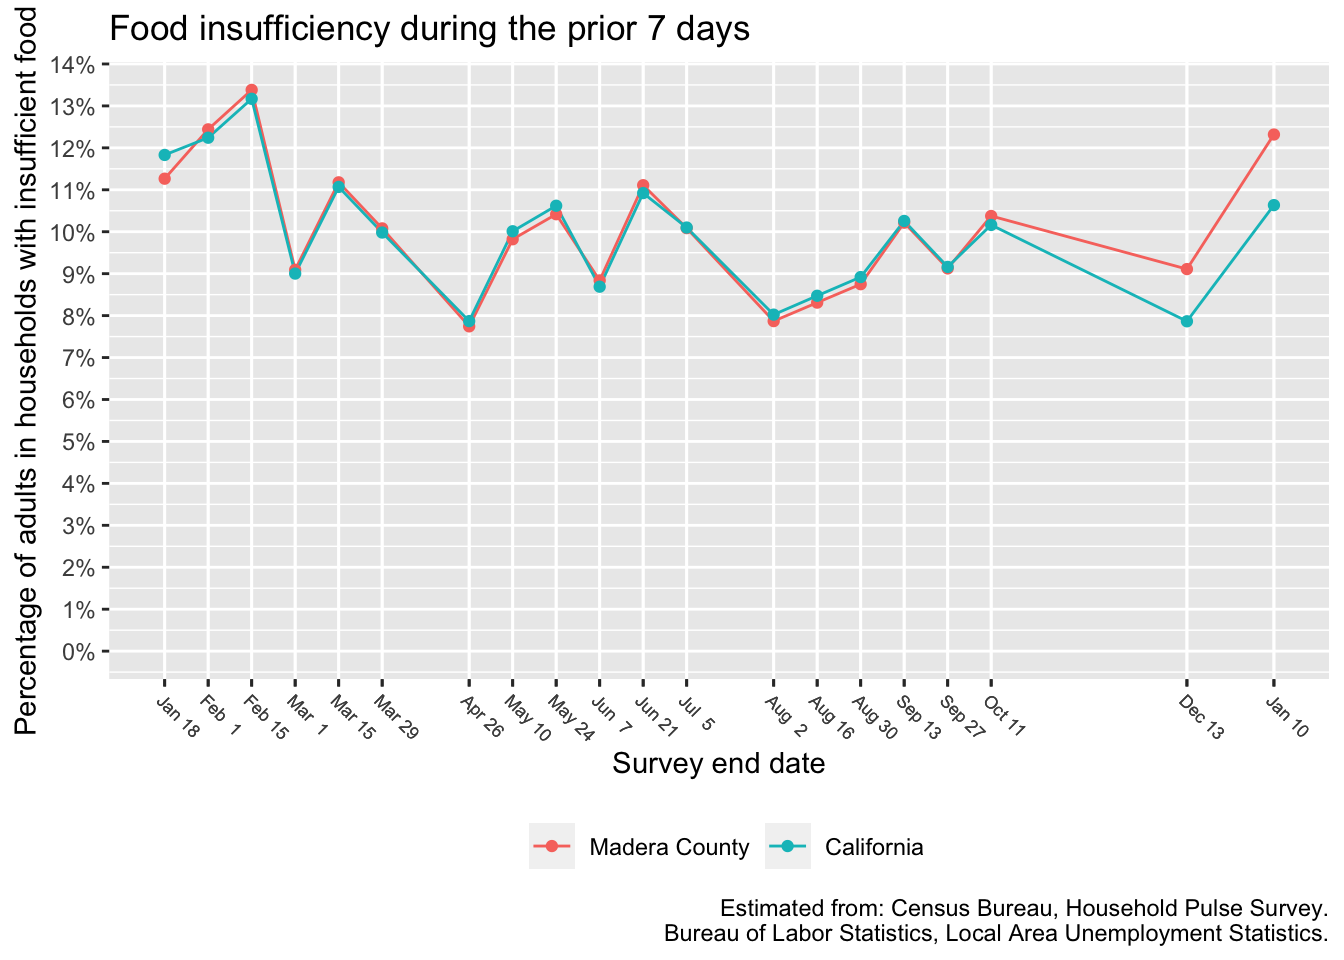 Food insufficiency during the prior 7 days
Percentage of adults in households with insufficient food
14%
13%
12%
11%
10%
9%
8%
7%
6%
5%
4%
3%
2%
1%
0%
Jan 18
Feb 1
Feb 15
Mar 1
Mar 15
Mar 29
Apr 26
May 10
May 24
Jun 7
Jun 21
Jul 5
Aug 2
Aug 16
Aug 30
Sep 13
Sep 27
Oct 11
Dec 13
Jan 10
Survey end date
Madera County
California
Estimated from: Census Bureau, Household Pulse Survey.
Bureau of Labor Statistics, Local Area Unemployment Statistics.